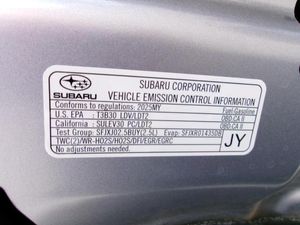 SUBARU CORPORATION
SUBARU
VEHICLE EMISSION CONTROL INFORMATION
Conforms to regulations: 2025MY Fuel:Gasoline
U.S. EPA : T3B30 LDV/LDT2 OBD:CA II
California : SULEV30 PC/LDT2 OBD:CA II
Test Group: SFJXJ02.5BUY(2.5L) Evap:
TWC(2)/WR-HO2S/HO2S/DFI/EGR/EGRC
No adjustments needed.
JY